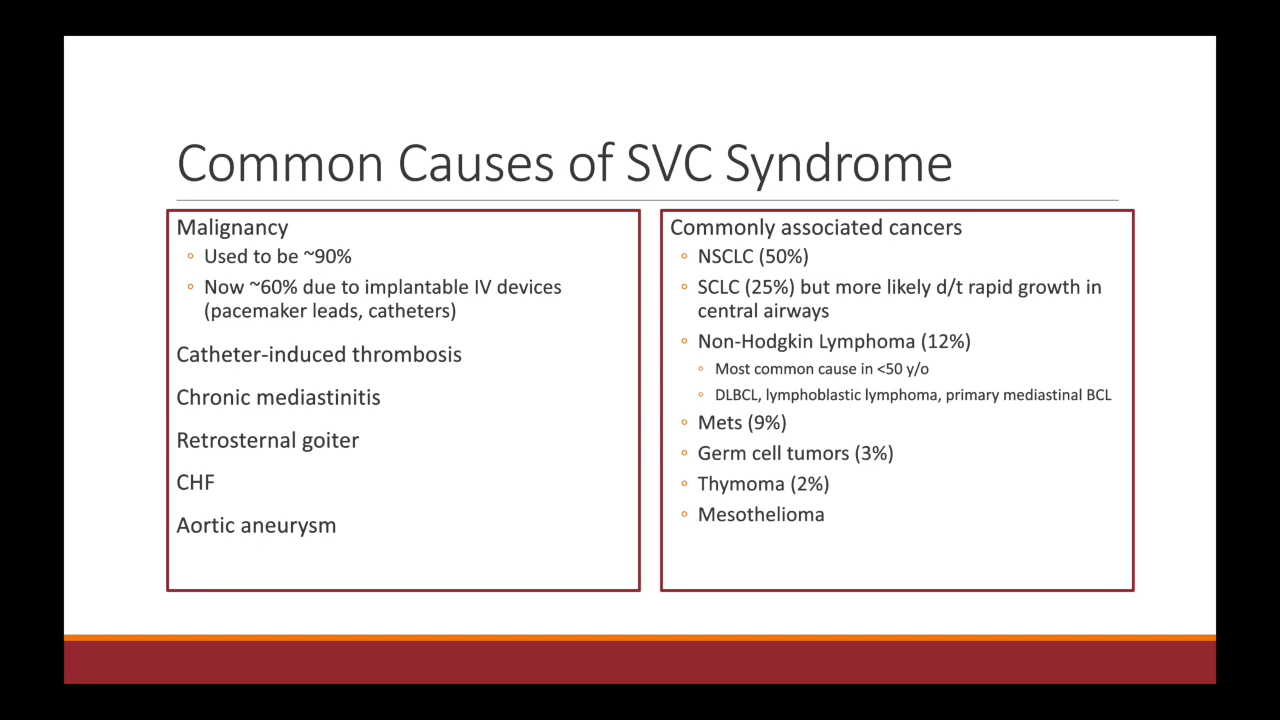 Common Causes of SVC Syndrome
Malignancy
◦ Used to be ~90%
◦ Now ~60% due to implantable IV devices
(pacemaker leads, catheters)
Catheter-induced thrombosis
Chronic mediastinitis
Retrosternal goiter
CHF
Aortic aneurysm
Commonly associated cancers
◦ NSCLC (50%)
◦ SCLC (25%) but more likely d/t rapid growth in
central airways
◦ Non-Hodgkin Lymphoma (12%)
◦ Most common cause in <50 y/o
◦ DLBCL, lymphoblastic lymphoma, primary mediastinal BCL
◦ Mets (9%)
◦ Germ cell tumors (3%)
◦ Thymoma (2%)
◦ Mesothelioma